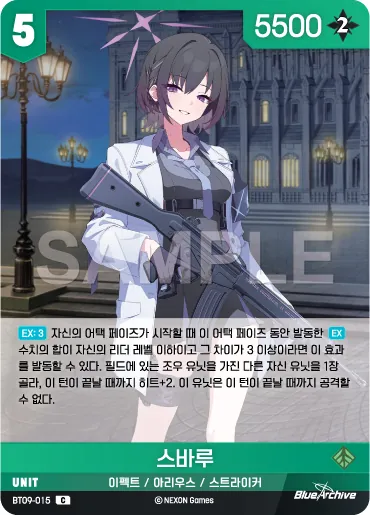 5
5500 2
SAMPLE
EX: 3 자신의 어택 페이즈가 시작할 때 이 어택 페이즈 동안 발동한 EX
수치의 합이 자신의 리더 레벨 이하이고 그 차이가 3 이상이라면 이 효과
를 발동할 수 있다. 필드에 있는 조우 유닛을 가진 다른 자신 유닛을 1장
골라, 이 턴이 끝날 때까지 히트+2. 이 유닛은 이 턴이 끝날 때까지 공격할
수 없다.
스바루
UNIT
이펙트 / 아리우스 / 스트라이커
BT09-015 C
© NEXON Games
BlueArchive